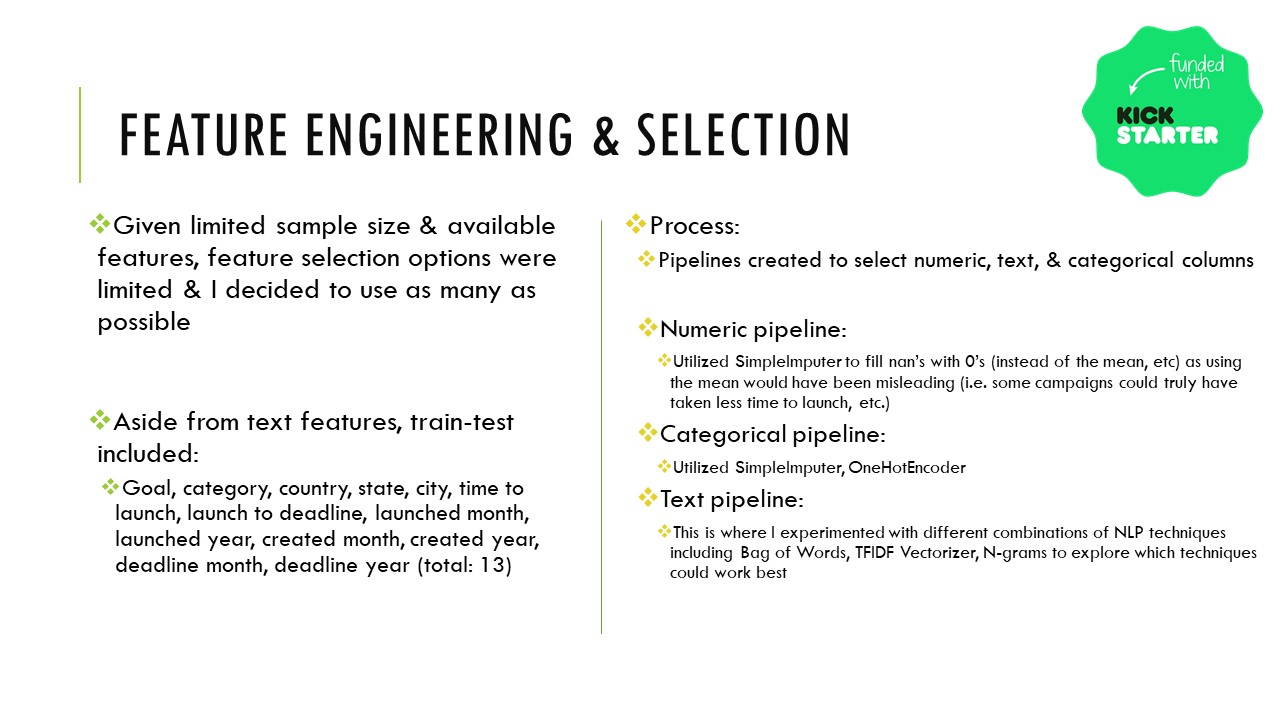 funded
with
KICK
STARTER
FEATURE ENGINEERING & SELECTION
❖Given limited sample size & available
features, feature selection options were
limited & I decided to use as many as
possible
❖Aside from text features, train-test
included:
❖Goal, category, country, state, city, time to
launch, launch to deadline, launched month,
launched year, created month, created year,
deadline month, deadline year (total: 13)
❖Process:
❖Pipelines created to select numeric, text, & categorical columns
❖Numeric pipeline:
❖Utilized SimpleImputer to fill nan’s with 0’s (instead of the mean, etc) as using
the mean would have been misleading (i.e. some campaigns could truly have
taken less time to launch, etc.)
❖Categorical pipeline:
❖Utilized SimpleImputer, OneHotEncoder
❖Text pipeline:
❖This is where I experimented with different combinations of NLP techniques
including Bag of Words, TFIDF Vectorizer, N-grams to explore which techniques
could work best